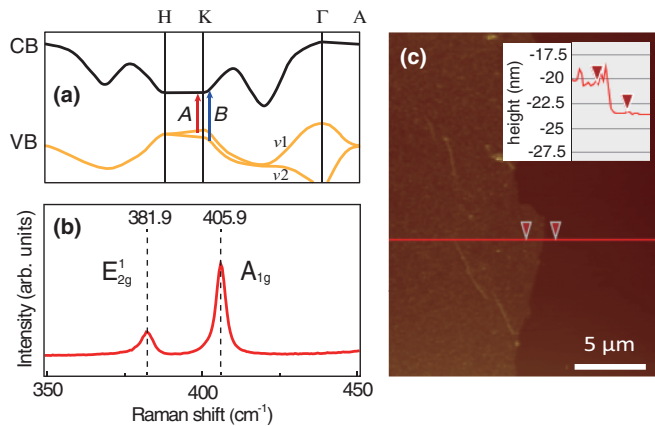 H K Γ A
CB
(a)
A B
VB
v1
v2
(b)
381.9 405.9
E¹₂g A₁g
Intensity (arb. units)
350 400 450
Raman shift (cm⁻¹)
(c)
height (nm)
-17.5
-20
-22.5
-25
-27.5
5 μm